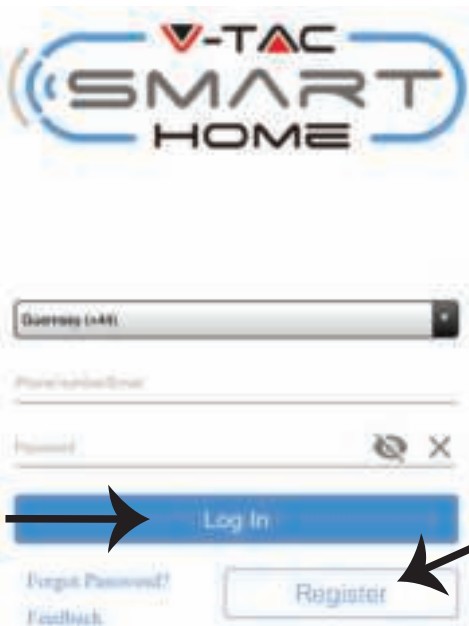 V-TAC
SMART
HOME
Guernsey (+44)
Phone number/Email
Password
Log In
Forgot Password?
Register
Feedback